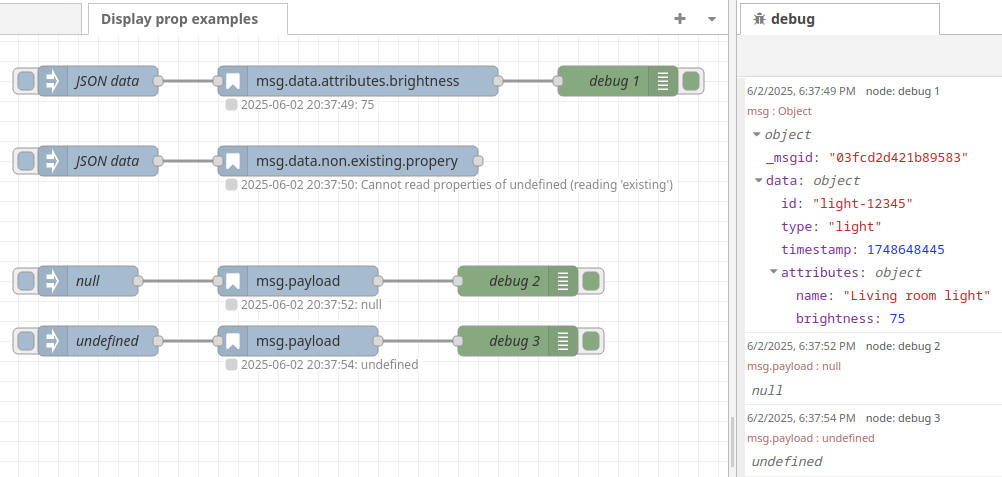 Display prop examples
JSON data
msg.data.attributes.brightness
debug 1
2025-06-02 20:37:49: 75
JSON data
msg.data.non.existing.propery
2025-06-02 20:37:50: Cannot read properties of undefined (reading 'existing')
null
msg.payload
debug 2
2025-06-02 20:37:52: null
undefined
msg.payload
debug 3
2025-06-02 20:37:54: undefined
debug
6/2/2025, 6:37:49 PM node: debug 1
msg : Object
object
_msgid: "03fcd2d421b89583"
data: object
id: "light-12345"
type: "light"
timestamp: 1748648445
attributes: object
name: "Living room light"
brightness: 75
6/2/2025, 6:37:52 PM node: debug 2
msg.payload : null
null
6/2/2025, 6:37:54 PM node: debug 3
msg.payload : undefined
undefined